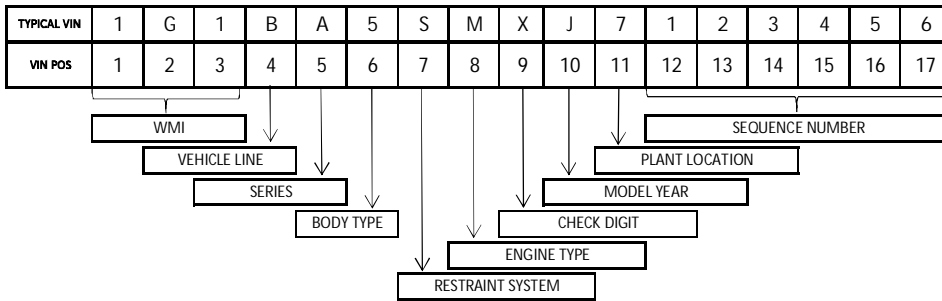 TYPICAL VIN 1 G 1 B A 5 S M X J 7 1 2 3 4 5 6
VIN POS 1 2 3 4 5 6 7 8 9 10 11 12 13 14 15 16 17
WMI SEQUENCE NUMBER
VEHICLE LINE PLANT LOCATION
SERIES MODEL YEAR
BODY TYPE CHECK DIGIT
ENGINE TYPE
RESTRAINT SYSTEM